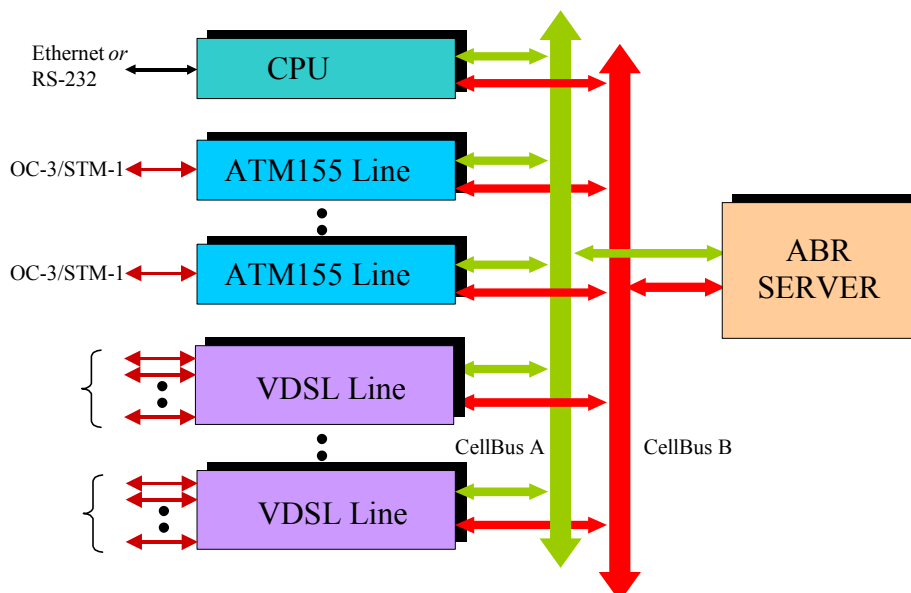 Ethernet or
RS-232
CPU
OC-3/STM-1
ATM155 Line
OC-3/STM-1
ATM155 Line
ABR
SERVER
VDSL Line
CellBus A
CellBus B
VDSL Line